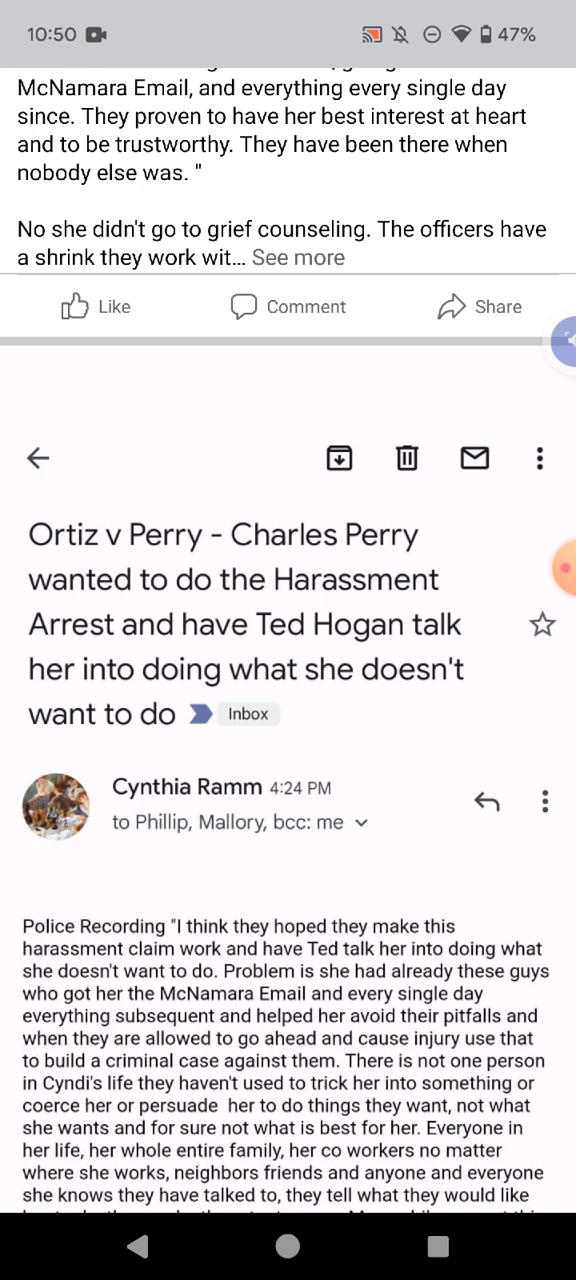 10:50
47%
McNamara Email, and everything every single day
since. They proven to have her best interest at heart
and to be trustworthy. They have been there when
nobody else was. "
No she didn't go to grief counseling. The officers have
a shrink they work wit... See more
Like Comment Share
Ortiz v Perry - Charles Perry
wanted to do the Harassment
Arrest and have Ted Hogan talk
her into doing what she doesn't
want to do Inbox
Cynthia Ramm 4:24 PM
to Phillip, Mallory, bcc: me
Police Recording "I think they hoped they make this
harassment claim work and have Ted talk her into doing what
she doesn't want to do. Problem is she had already these guys
who got her the McNamara Email and every single day
everything subsequent and helped her avoid their pitfalls and
when they are allowed to go ahead and cause injury use that
to build a criminal case against them. There is not one person
in Cyndi's life they haven't used to trick her into something or
coerce her or persuade her to do things they want, not what
she wants and for sure not what is best for her. Everyone in
her life, her whole entire family, her co workers no matter
where she works, neighbors friends and anyone and everyone
she knows they have talked to, they tell what they would like